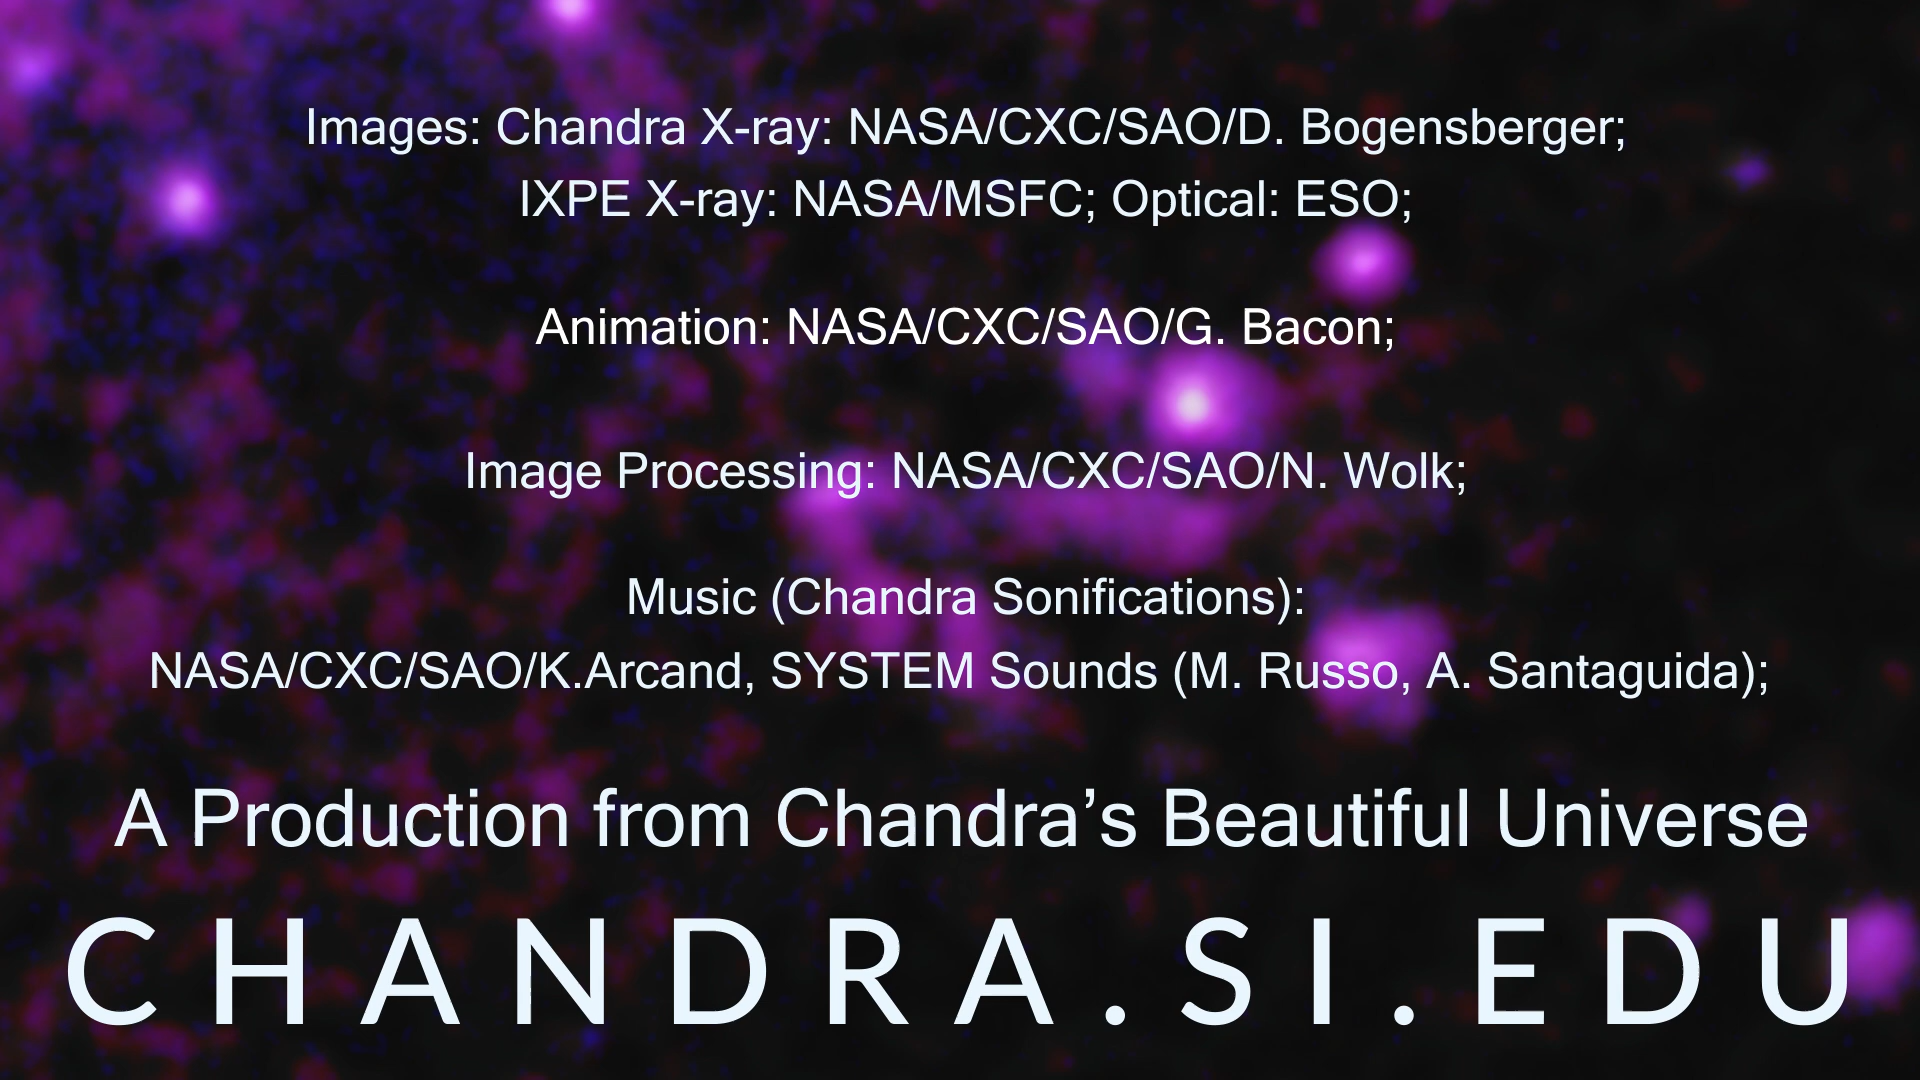 Images: Chandra X-ray: NASA/CXC/SAO/D. Bogensberger;
IXPE X-ray: NASA/MSFC; Optical: ESO;
Animation: NASA/CXC/SAO/G. Bacon;
Image Processing: NASA/CXC/SAO/N. Wolk;
Music (Chandra Sonifications):
NASA/CXC/SAO/K.Arcand, SYSTEM Sounds (M. Russo, A. Santaguida);
A Production from Chandra’s Beautiful Universe
CHANDRA.SI.EDU